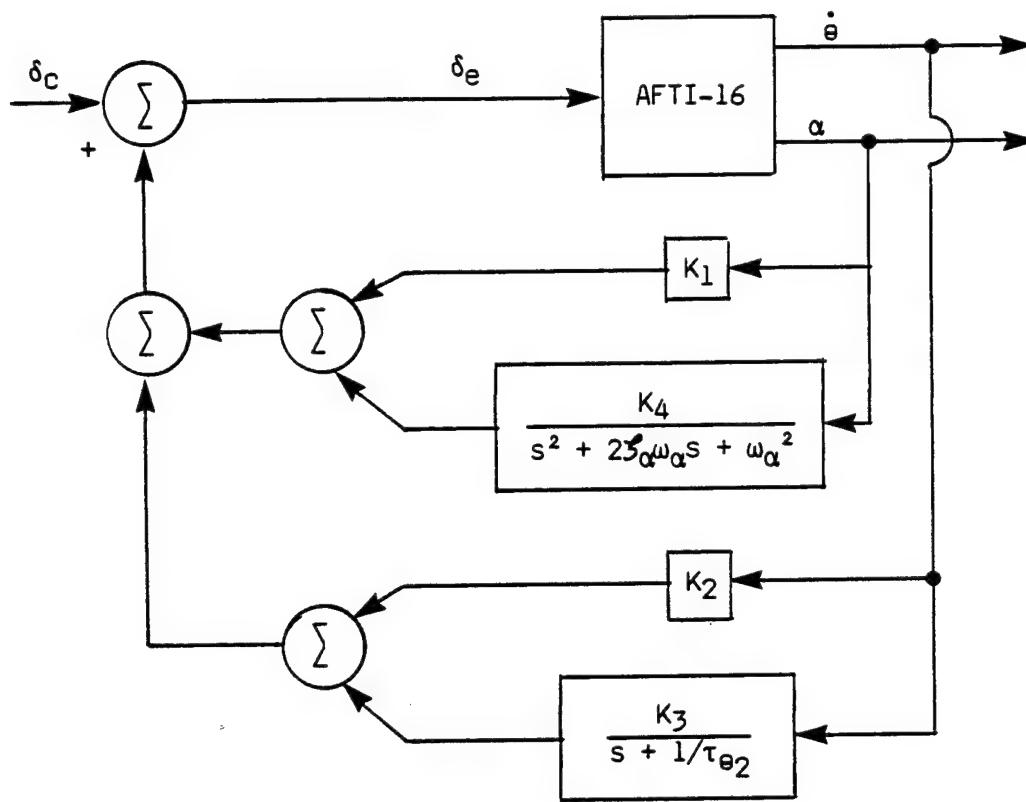 θ̇
δc
δe
Σ
AFTI-16
+
α
K1
Σ
Σ
K4
s² + 2ζαωαs + ωα²
K2
Σ
K3
s + 1/τθ2